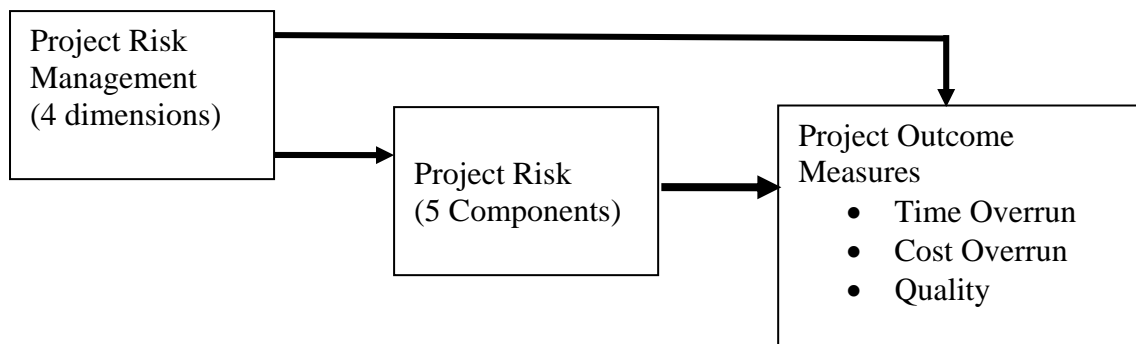 Project Risk
Management
(4 dimensions)
Project Risk
(5 Components)
Project Outcome
Measures
• Time Overrun
• Cost Overrun
• Quality